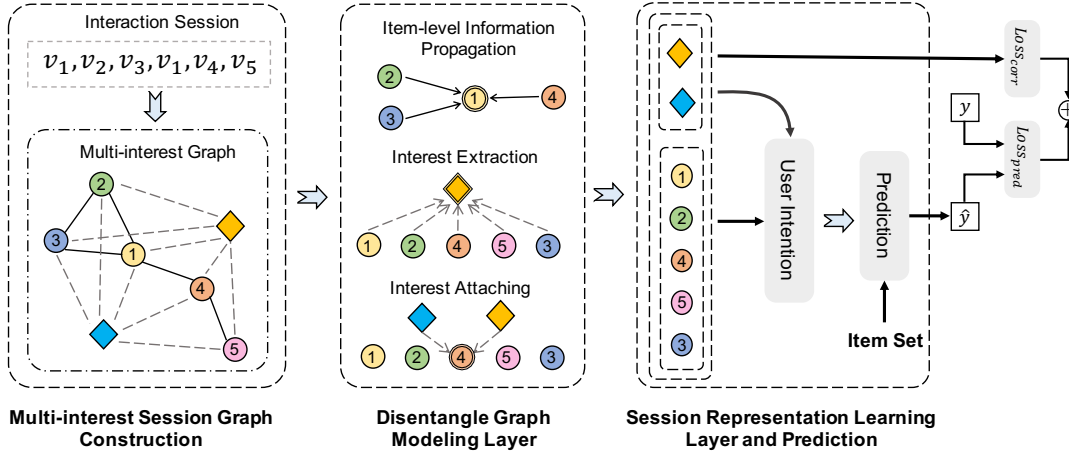 Interaction Session
v₁,v₂,v₃,v₁,v₄,v₅
Multi-interest Graph
2
3
1
4
5
Multi-interest Session Graph
Construction
Item-level Information
Propagation
2
1
4
3
Interest Extraction
1
2
4
5
3
Interest Attaching
1
2
4
5
3
Disentangle Graph
Modeling Layer
1
2
4
5
3
User Intention
Prediction
Item Set
y
ŷ
Loss_corr
Loss_pred
+
Session Representation Learning
Layer and Prediction